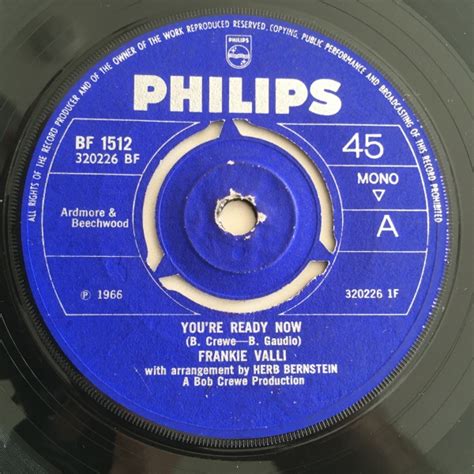 ALL RIGHTS OF THE RECORD PRODUCER AND OF THE OWNER OF THE WORK REPRODUCED RESERVED. COPYING, PUBLIC PERFORMANCE AND BROADCASTING OF THIS RECORD PROHIBITED
PHILIPS
PHILIPS
BF 1512
320226 BF
45
MONO
A
Ardmore &
Beechwood
℗ 1966
320226 1F
YOU'RE READY NOW
(B. Crewe—B. Gaudio)
FRANKIE VALLI
with arrangement by HERB BERNSTEIN
A Bob Crewe Production